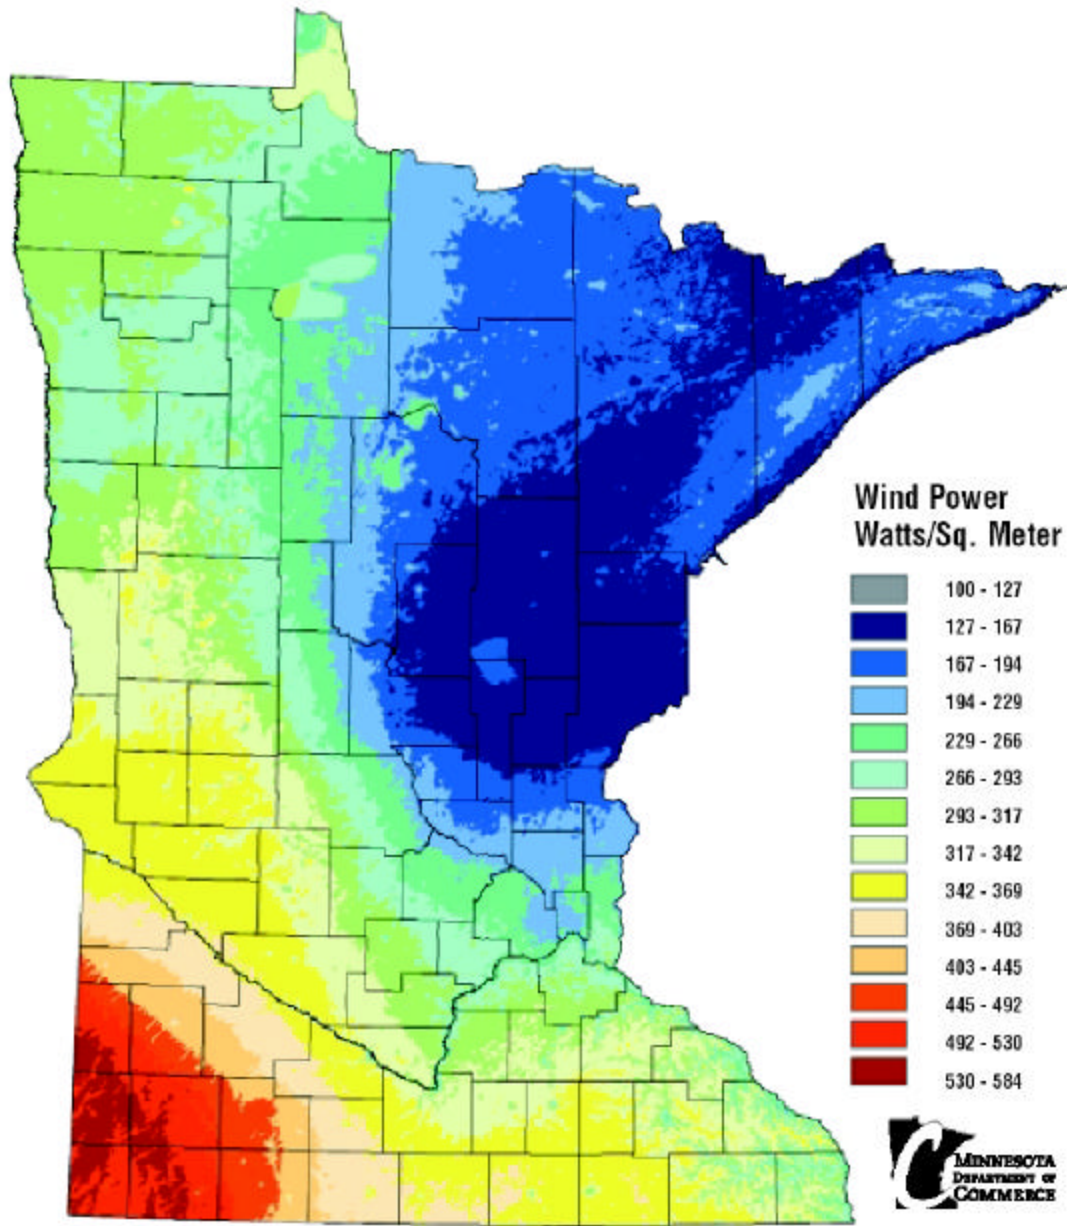 Wind Power
Watts/Sq. Meter
100 - 127
127 - 167
167 - 194
194 - 229
229 - 266
266 - 293
293 - 317
317 - 342
342 - 369
369 - 403
403 - 445
445 - 492
492 - 530
530 - 584
MINNESOTA
DEPARTMENT OF
COMMERCE